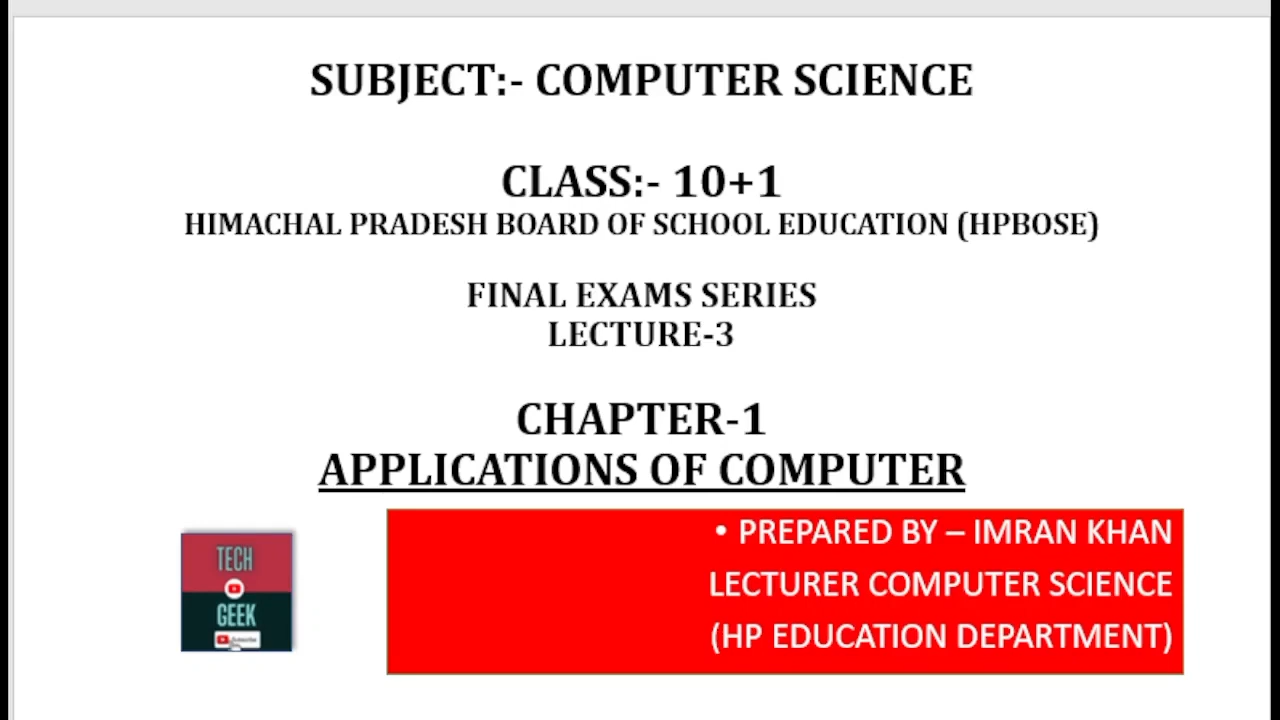 SUBJECT:- COMPUTER SCIENCE
CLASS:- 10+1
HIMACHAL PRADESH BOARD OF SCHOOL EDUCATION (HPBOSE)
FINAL EXAMS SERIES
LECTURE-3
CHAPTER-1
APPLICATIONS OF COMPUTER
• PREPARED BY – IMRAN KHAN
LECTURER COMPUTER SCIENCE
(HP EDUCATION DEPARTMENT)
TECH
GEEK
Subscribe